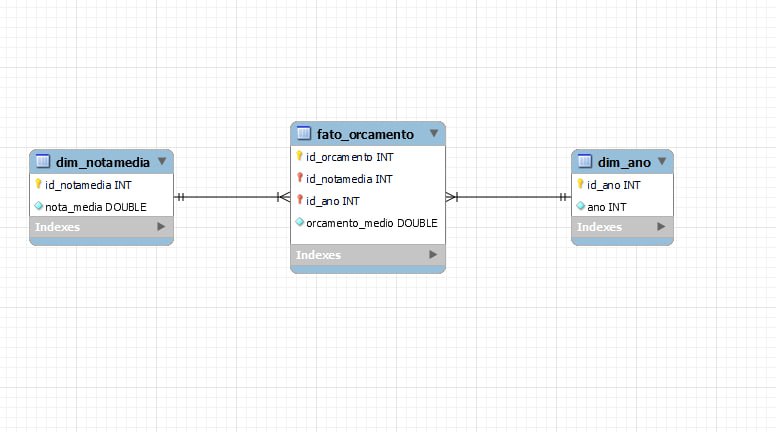 dim_notamedia
id_notamedia INT
nota_media DOUBLE
Indexes
fato_orcamento
id_orcamento INT
id_notamedia INT
id_ano INT
orcamento_medio DOUBLE
Indexes
dim_ano
id_ano INT
ano INT
Indexes